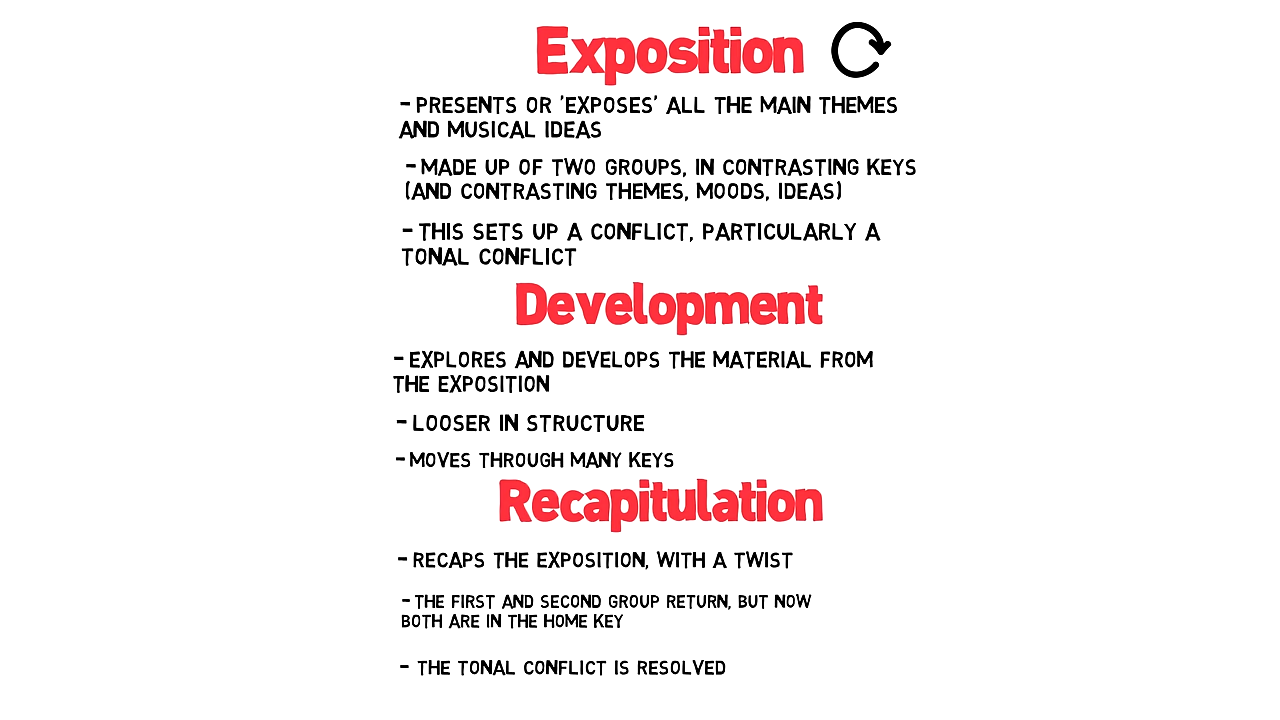 Exposition
- PRESENTS OR 'EXPOSES' ALL THE MAIN THEMES
AND MUSICAL IDEAS
- MADE UP OF TWO GROUPS, IN CONTRASTING KEYS
(AND CONTRASTING THEMES, MOODS, IDEAS)
- THIS SETS UP A CONFLICT, PARTICULARLY A
TONAL CONFLICT
Development
- EXPLORES AND DEVELOPS THE MATERIAL FROM
THE EXPOSITION
- LOOSER IN STRUCTURE
- MOVES THROUGH MANY KEYS
Recapitulation
- RECAPS THE EXPOSITION, WITH A TWIST
- THE FIRST AND SECOND GROUP RETURN, BUT NOW
BOTH ARE IN THE HOME KEY
- THE TONAL CONFLICT IS RESOLVED